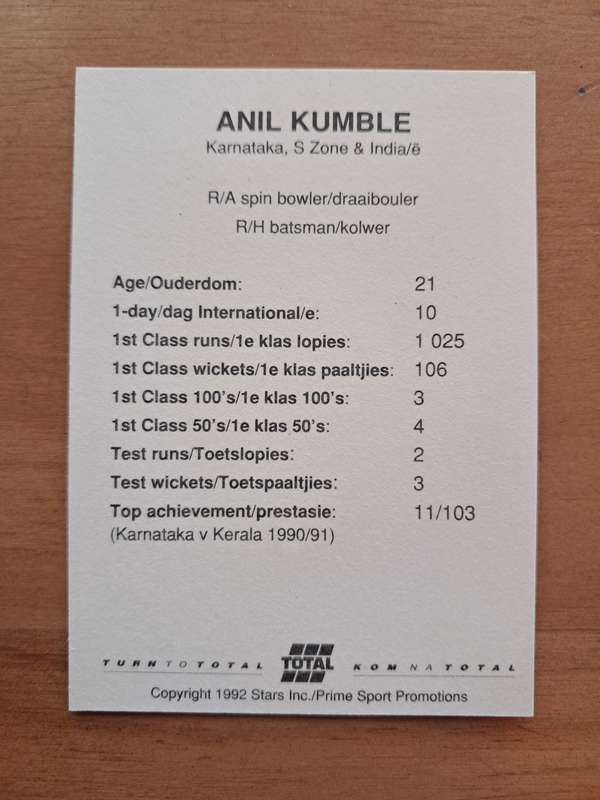 ANIL KUMBLE
Karnataka, S Zone & India/ë
R/A spin bowler/draaibouler
R/H batsman/kolwer
Age/Ouderdom: 21
1-day/dag International/e: 10
1st Class runs/1e klas lopies: 1 025
1st Class wickets/1e klas paaltjies: 106
1st Class 100's/1e klas 100's: 3
1st Class 50's/1e klas 50's: 4
Test runs/Toetslopies: 2
Test wickets/Toetspaaltjies: 3
Top achievement/prestasie: 11/103
(Karnataka v Kerala 1990/91)
TURN TO TOTAL TOTAL KOM NA TOTAL
Copyright 1992 Stars Inc./Prime Sport Promotions